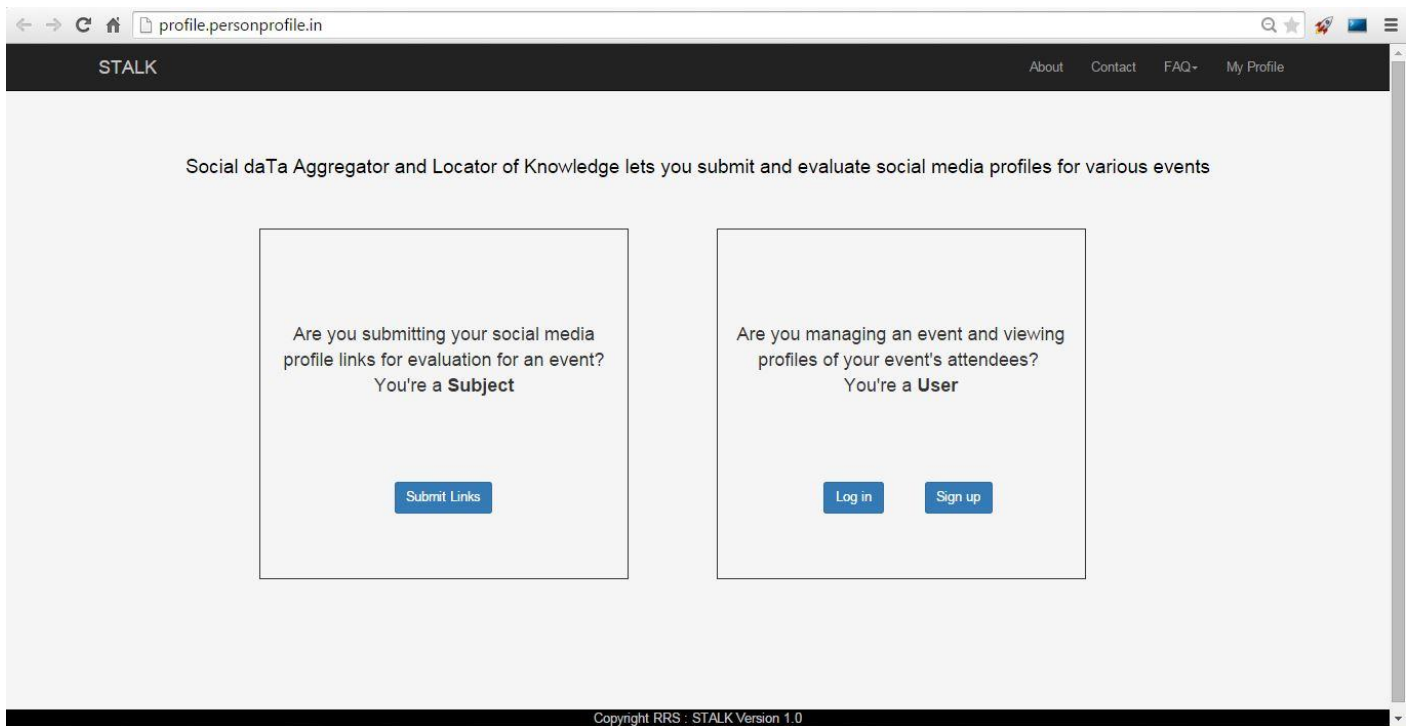 profile.personprofile.in
STALK
About Contact FAQ My Profile
Social daTa Aggregator and Locator of Knowledge lets you submit and evaluate social media profiles for various events
Are you submitting your social media
profile links for evaluation for an event?
You're a Subject
Submit Links
Are you managing an event and viewing
profiles of your event's attendees?
You're a User
Log in Sign up
Copyright RRS : STALK Version 1.0